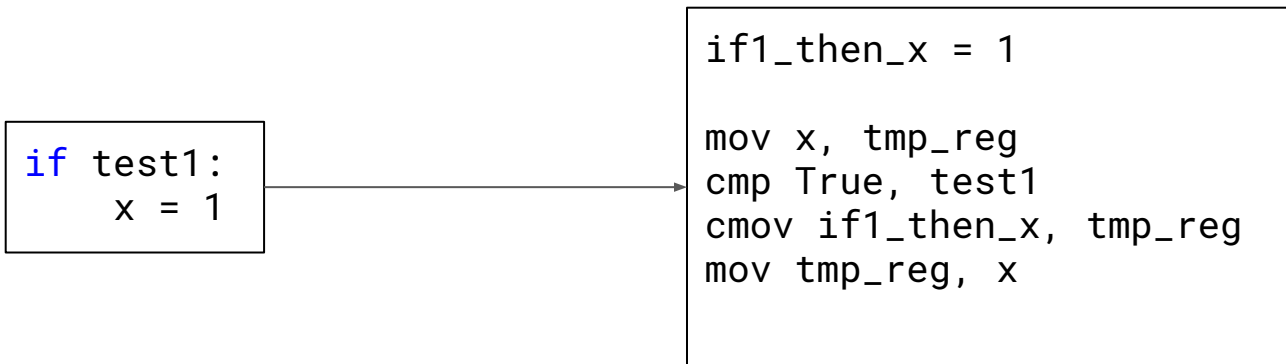 if test1:
    x = 1
if1_then_x = 1
mov x, tmp_reg
cmp True, test1
cmov if1_then_x, tmp_reg
mov tmp_reg, x